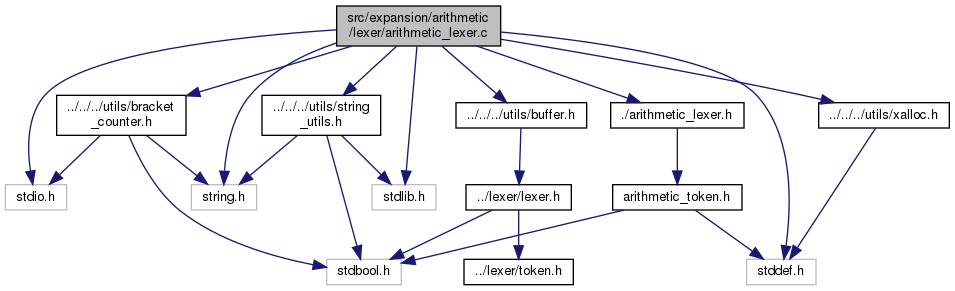 src/expansion/arithmetic
/lexer/arithmetic_lexer.c
../../../utils/bracket
_counter.h
../../../utils/string
_utils.h
../../../utils/buffer.h
./arithmetic_lexer.h
../../../utils/xalloc.h
stdio.h
string.h
stdlib.h
../lexer/lexer.h
arithmetic_token.h
stdbool.h
../lexer/token.h
stddef.h